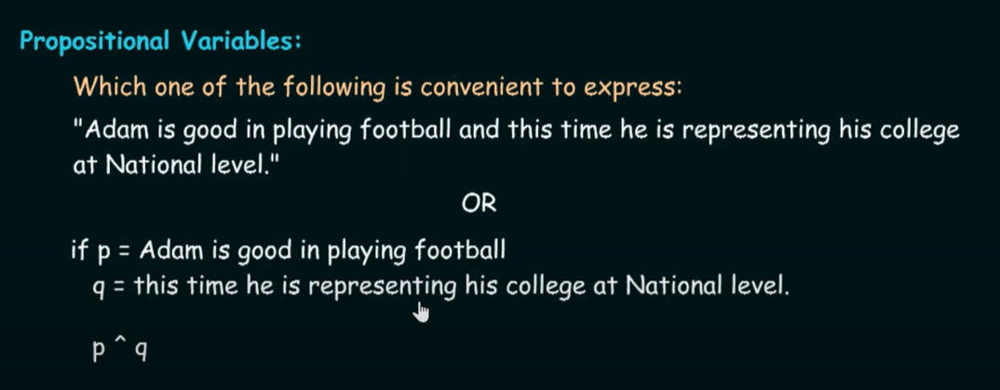 Propositional Variables:
Which one of the following is convenient to express:
"Adam is good in playing football and this time he is representing his college
at National level."
OR
if p = Adam is good in playing football
q = this time he is representing his college at National level.
p ^ q